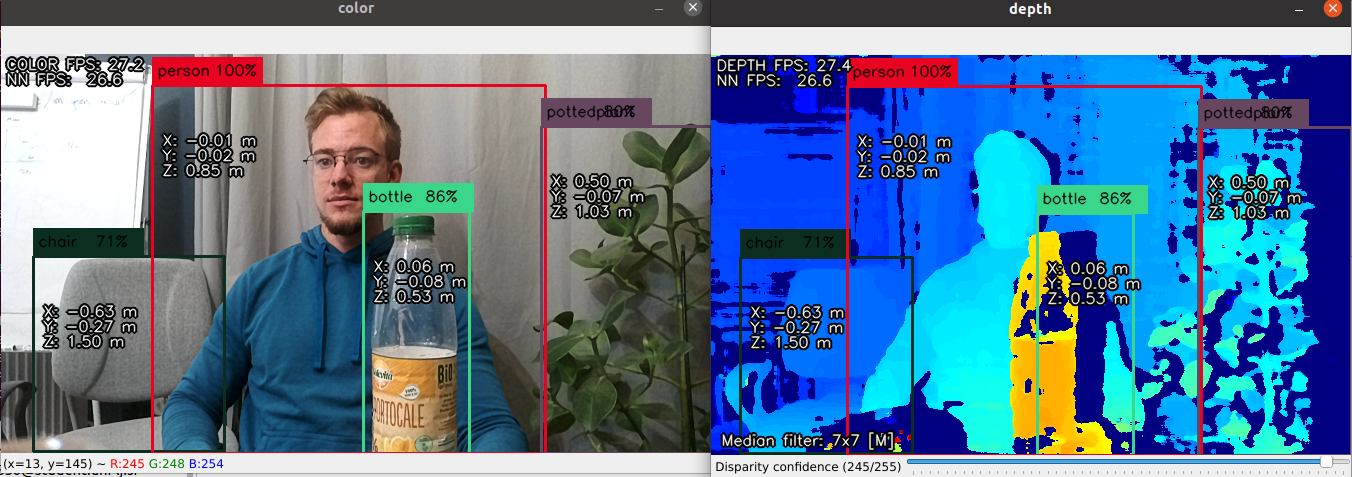 color
depth
COLOR FPS: 27.2
NN FPS: 26.6
person 100%
X: -0.01 m
Y: -0.02 m
Z: 0.85 m
80%
X: 0.50 m
Y: -0.07 m
Z: 1.03 m
bottle 86%
X: 0.06 m
Y: -0.08 m
Z: 0.53 m
chair 71%
X: -0.63 m
Y: -0.27 m
Z: 1.50 m
BIO
PORTOCALE
(x=13, y=145) ~ R:245 G:248 B:254
DEPTH FPS: 27.4
NN FPS: 26.6
person 100%
X: -0.01 m
Y: -0.02 m
Z: 0.85 m
80%
X: 0.50 m
Y: -0.07 m
Z: 1.03 m
bottle 86%
X: 0.06 m
Y: -0.08 m
Z: 0.53 m
chair 71%
X: -0.63 m
Y: -0.27 m
Z: 1.50 m
Median filter: 7x7 [M]
Disparity confidence (245/255)